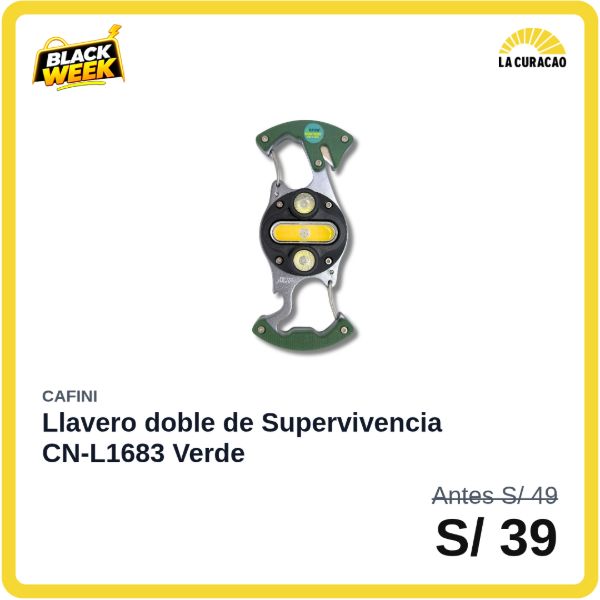 BLACK
WEEK
LA CURACAO
CAFINI
Llavero doble de Supervivencia
CN-L1683 Verde
Antes S/ 49
S/ 39